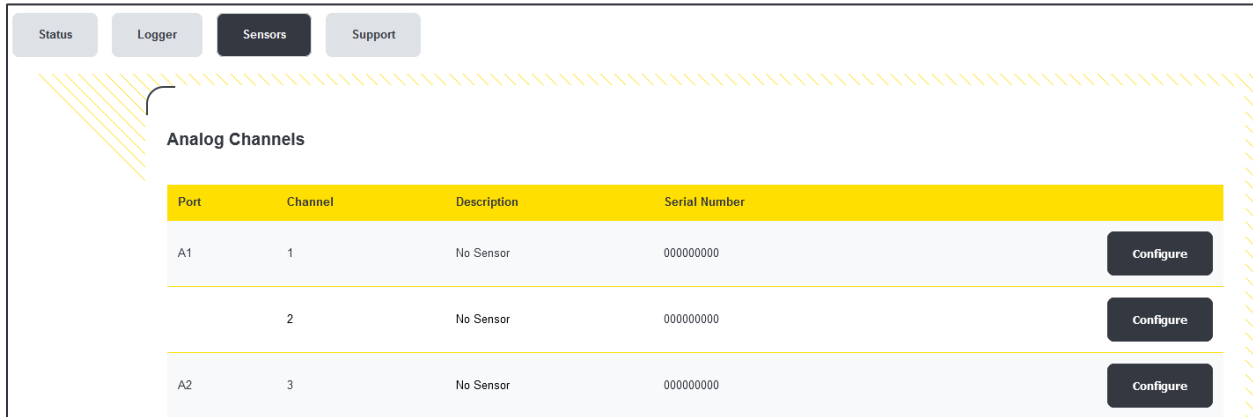 Status Logger Sensors Support
Analog Channels
Port Channel Description Serial Number
A1 1 No Sensor 000000000 Configure
2 No Sensor 000000000 Configure
A2 3 No Sensor 000000000 Configure